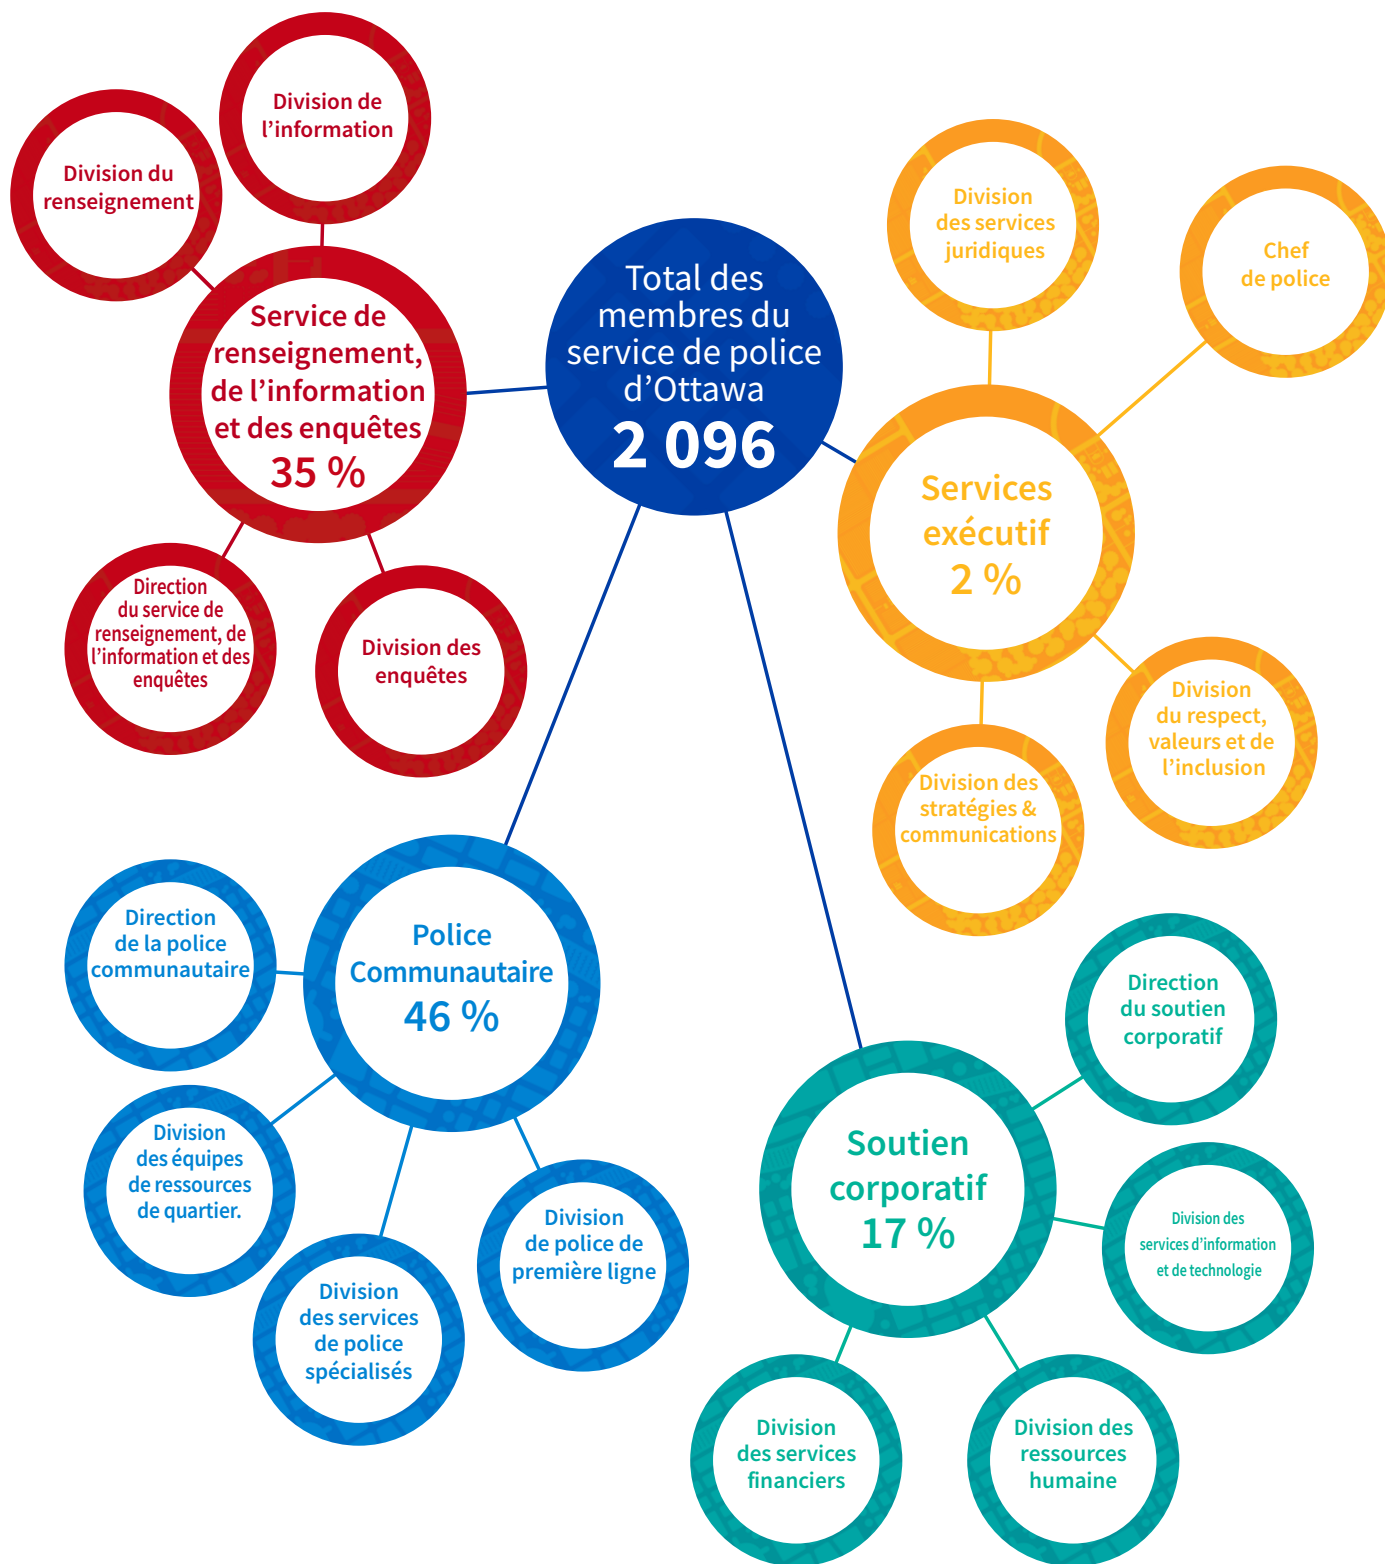 Division de
l’information
Division du
renseignement
Service de
renseignement,
de l’information
et des enquêtes
35 %
Direction
du service de
renseignement, de
l’information et des
enquêtes
Division des
enquêtes
Total des
membres du
service de police
d’Ottawa
2 096
Division
des services
juridiques
Chef
de police
Services
exécutif
2 %
Division
du respect,
valeurs et de
l’inclusion
Division des
stratégies &
communications
Police
Communautaire
46 %
Direction
de la police
communautaire
Division
des équipes
de ressources
de quartier.
Division
des services
de police
spécialisés
Division
de police de
première ligne
Soutien
corporatif
17 %
Direction
du soutien
corporatif
Division des
services d’information
et de technologie
Division
des services
financiers
Division des
ressources
humaine